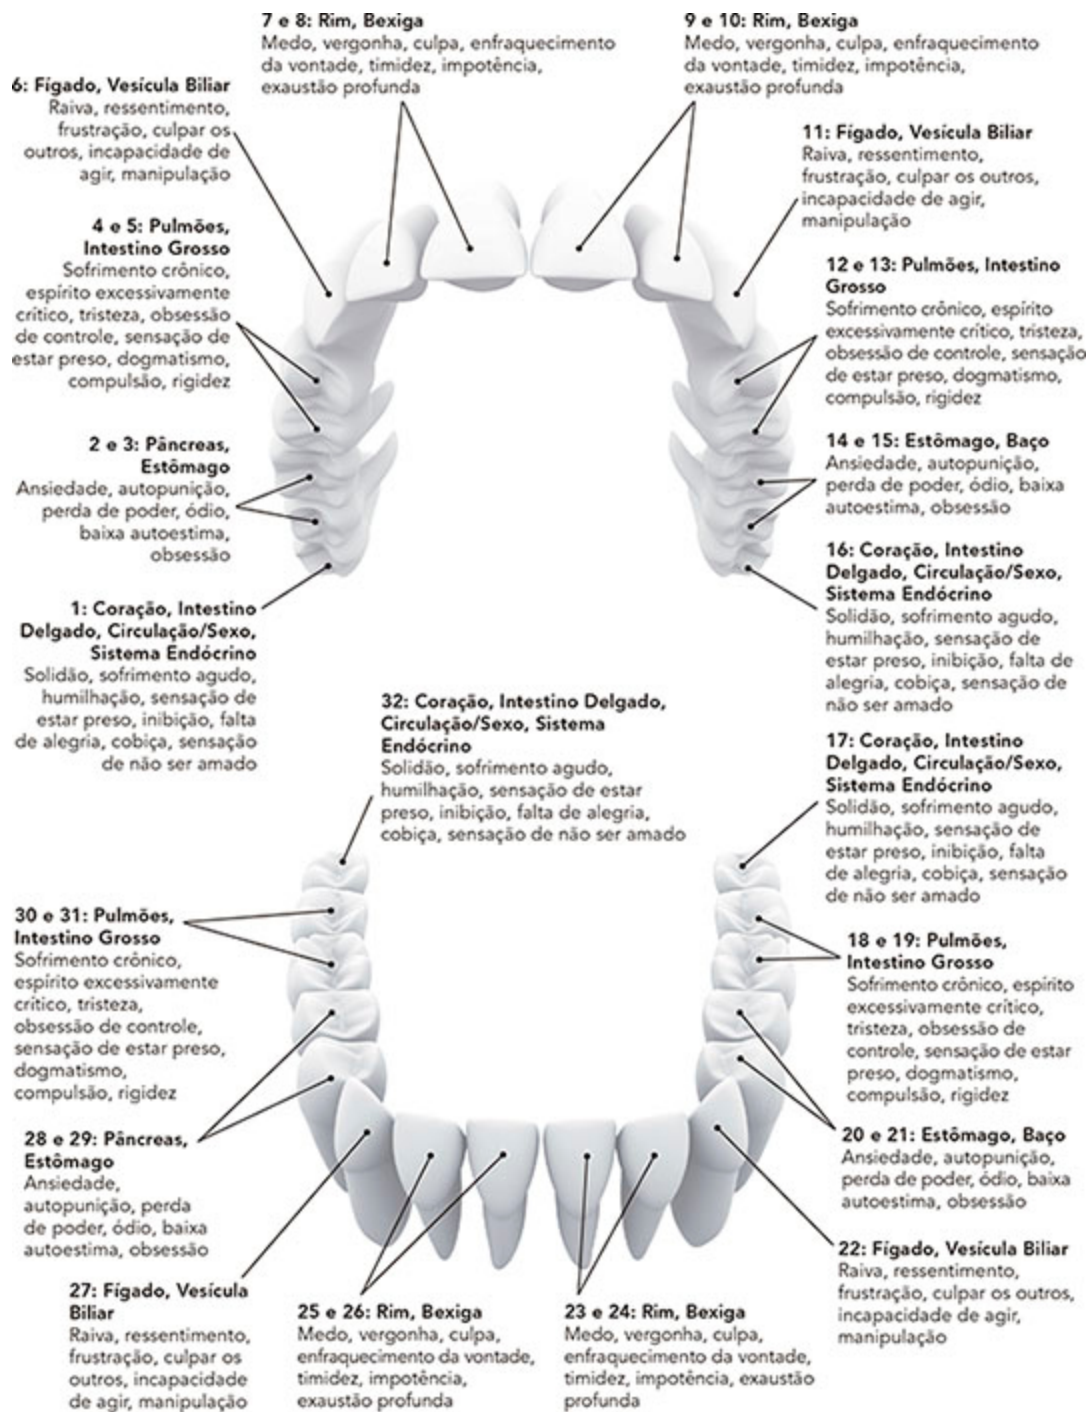 7 e 8: Rim, Bexiga
Medo, vergonha, culpa, enfraquecimento
da vontade, timidez, impotência,
exaustão profunda
9 e 10: Rim, Bexiga
Medo, vergonha, culpa, enfraquecimento
da vontade, timidez, impotência,
exaustão profunda
6: Fígado, Vesícula Biliar
Raiva, ressentimento,
frustração, culpar os
outros, incapacidade de
agir, manipulação
11: Fígado, Vesícula Biliar
Raiva, ressentimento,
frustração, culpar os outros,
incapacidade de agir,
manipulação
4 e 5: Pulmões,
Intestino Grosso
Sofrimento crônico,
espírito excessivamente
crítico, tristeza, obsessão
de controle, sensação de
estar preso, dogmatismo,
compulsão, rigidez
12 e 13: Pulmões, Intestino
Grosso
Sofrimento crônico, espírito
excessivamente crítico, tristeza,
obsessão de controle, sensação
de estar preso, dogmatismo,
compulsão, rigidez
2 e 3: Pâncreas,
Estômago
Ansiedade, autopunição,
perda de poder, ódio,
baixa autoestima,
obsessão
14 e 15: Estômago, Baço
Ansiedade, autopunição,
perda de poder, ódio, baixa
autoestima, obsessão
1: Coração, Intestino
Delgado, Circulação/Sexo,
Sistema Endócrino
Solidão, sofrimento agudo,
humilhação, sensação de
estar preso, inibição, falta
de alegria, cobiça, sensação
de não ser amado
16: Coração, Intestino
Delgado, Circulação/Sexo,
Sistema Endócrino
Solidão, sofrimento agudo,
humilhação, sensação de
estar preso, inibição, falta de
alegria, cobiça, sensação de
não ser amado
32: Coração, Intestino Delgado,
Circulação/Sexo, Sistema
Endócrino
Solidão, sofrimento agudo,
humilhação, sensação de estar
preso, inibição, falta de alegria,
cobiça, sensação de não ser amado
17: Coração, Intestino
Delgado, Circulação/Sexo,
Sistema Endócrino
Solidão, sofrimento agudo,
humilhação, sensação de
estar preso, inibição, falta
de alegria, cobiça, sensação
de não ser amado
30 e 31: Pulmões,
Intestino Grosso
Sofrimento crônico,
espírito excessivamente
crítico, tristeza,
obsessão de controle,
sensação de estar preso,
dogmatismo,
compulsão, rigidez
18 e 19: Pulmões,
Intestino Grosso
Sofrimento crônico, espírito
excessivamente crítico,
tristeza, obsessão de
controle, sensação de estar
preso, dogmatismo,
compulsão, rigidez
28 e 29: Pâncreas,
Estômago
Ansiedade,
autopunição, perda
de poder, ódio, baixa
autoestima, obsessão
20 e 21: Estômago, Baço
Ansiedade, autopunição,
perda de poder, ódio, baixa
autoestima, obsessão
27: Fígado, Vesícula
Biliar
Raiva, ressentimento,
frustração, culpar os
outros, incapacidade
de agir, manipulação
25 e 26: Rim, Bexiga
Medo, vergonha, culpa,
enfraquecimento da vontade,
timidez, impotência,
exaustão profunda
23 e 24: Rim, Bexiga
Medo, vergonha, culpa,
enfraquecimento da vontade,
timidez, impotência, exaustão
profunda
22: Fígado, Vesícula Biliar
Raiva, ressentimento,
frustração, culpar os outros,
incapacidade de agir,
manipulação